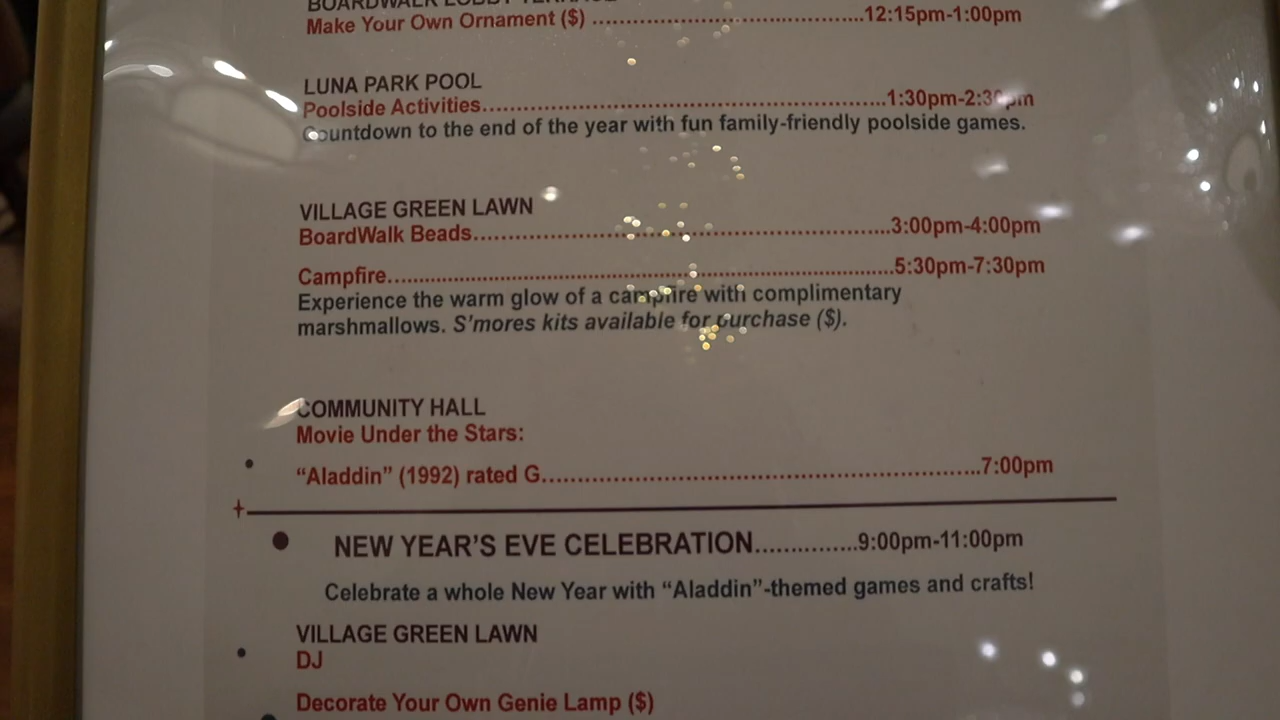 BOARDWALK LOBBY TERRACE
Make Your Own Ornament ($) ................................................12:15pm-1:00pm
LUNA PARK POOL
Poolside Activities.......................................................................1:30pm-2:30pm
Countdown to the end of the year with fun family-friendly poolside games.
VILLAGE GREEN LAWN
BoardWalk Beads........................................................................3:00pm-4:00pm
Campfire.......................................................................................5:30pm-7:30pm
Experience the warm glow of a campfire with complimentary
marshmallows. S'mores kits available for purchase ($).
COMMUNITY HALL
Movie Under the Stars:
“Aladdin” (1992) rated G............................................................................7:00pm
NEW YEAR'S EVE CELEBRATION...............9:00pm-11:00pm
Celebrate a whole New Year with “Aladdin”-themed games and crafts!
VILLAGE GREEN LAWN
DJ
Decorate Your Own Genie Lamp ($)